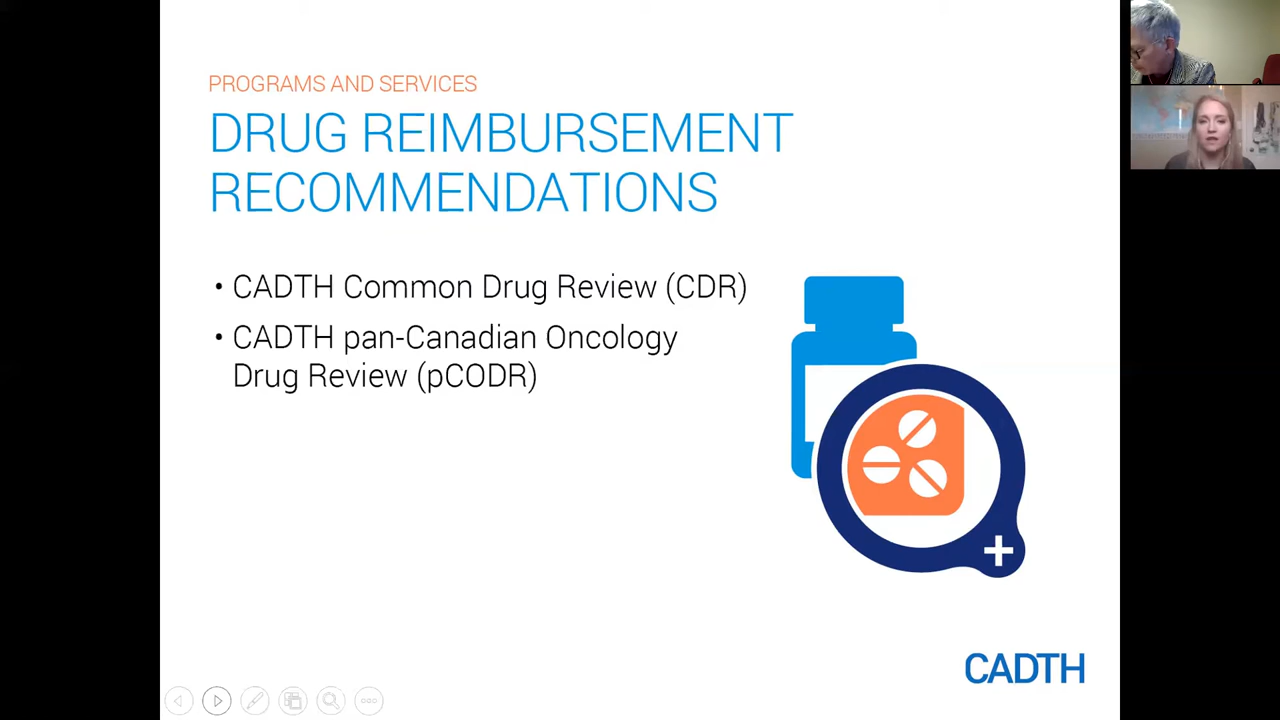 PROGRAMS AND SERVICES
DRUG REIMBURSEMENT
RECOMMENDATIONS
• CADTH Common Drug Review (CDR)
• CADTH pan-Canadian Oncology
Drug Review (pCODR)
CADTH